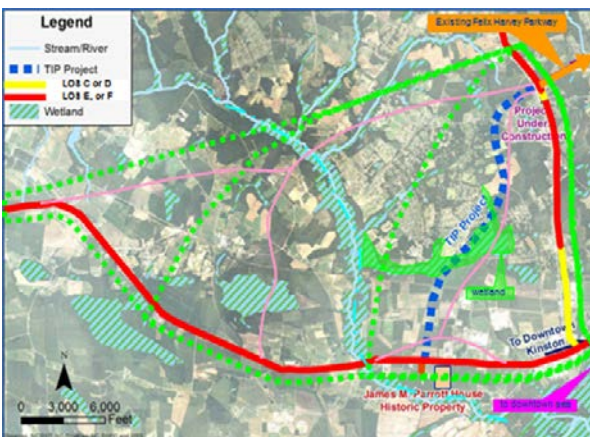 Legend
Stream/River
TIP Project
LOS C or D
LOS E, or F
Wetland
Existing Felix Harvey Parkway
Project
Under
Construction
TIP Project
wetland
To Downtown
Kinston
James M. Parrott House
Historic Property
N
0 3,000 6,000
Feet